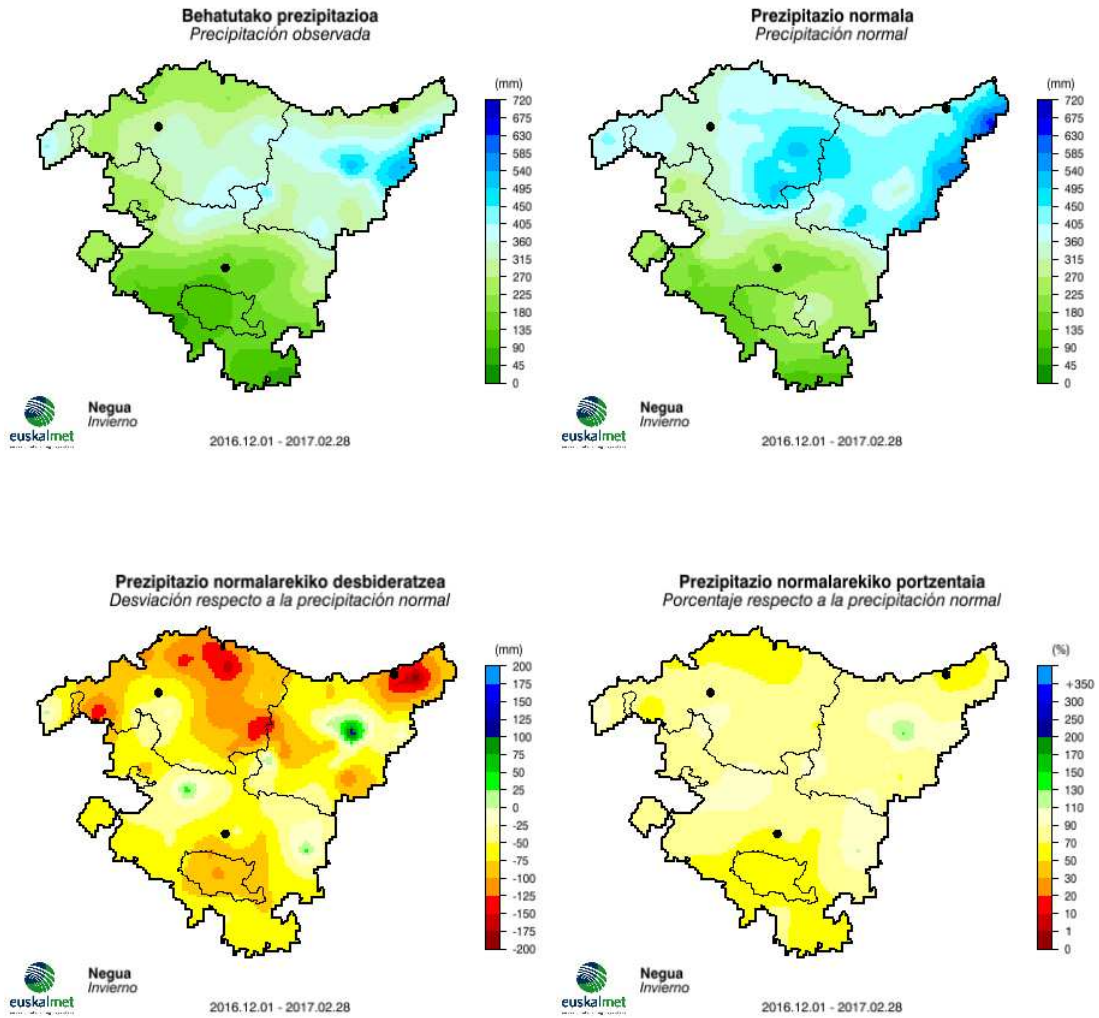 Behatutako prezipitazioa
Precipitación observada
(mm)
720
675
630
585
540
495
450
405
360
315
270
225
180
135
90
45
0
euskalmet
Negua
Invierno
2016.12.01 - 2017.02.28
Prezipitazio normala
Precipitación normal
(mm)
720
675
630
585
540
495
450
405
360
315
270
225
180
135
90
45
0
euskalmet
Negua
Invierno
2016.12.01 - 2017.02.28
Prezipitazio normalarekiko desbideratzea
Desviación respecto a la precipitación normal
(mm)
200
175
150
125
100
75
50
25
0
-25
-50
-75
-100
-125
-150
-175
-200
euskalmet
Negua
Invierno
2016.12.01 - 2017.02.28
Prezipitazio normalarekiko portzentaia
Porcentaje respecto a la precipitación normal
(%)
+350
350
300
250
200
170
150
130
110
90
70
50
30
20
10
1
0
euskalmet
Negua
Invierno
2016.12.01 - 2017.02.28